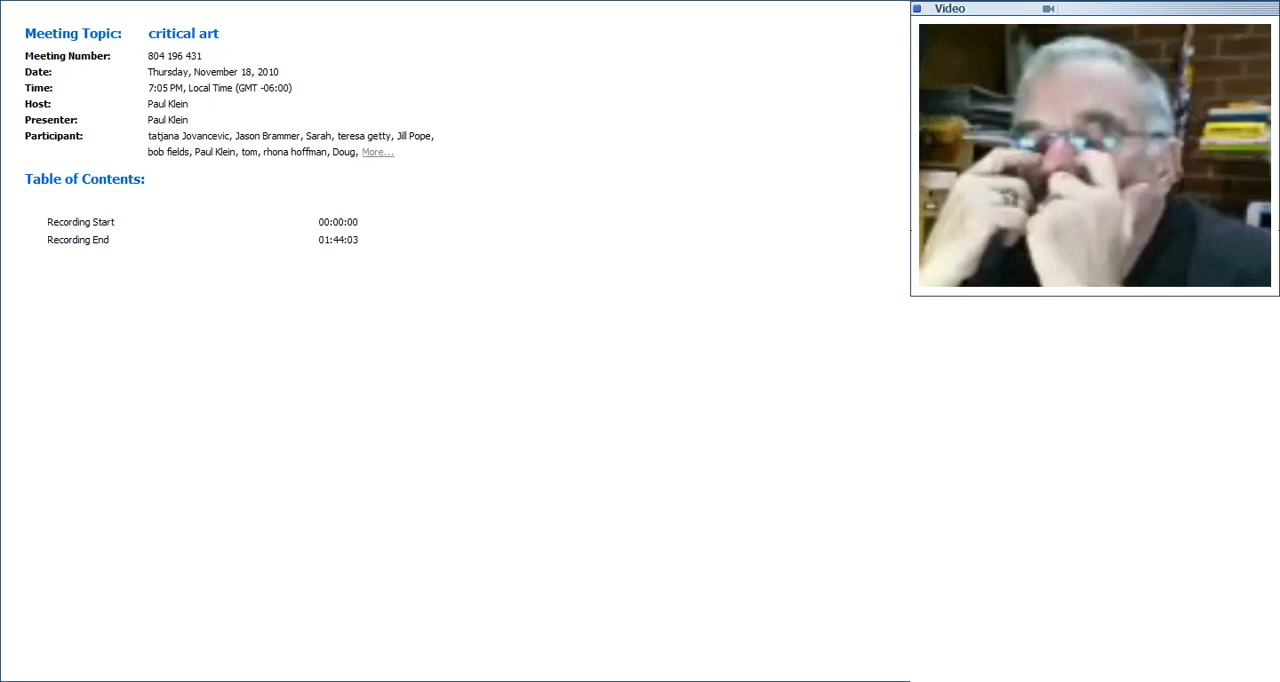 Meeting Topic: critical art
Meeting Number: 804 196 431
Date: Thursday, November 18, 2010
Time: 7:05 PM, Local Time (GMT -06:00)
Host: Paul Klein
Presenter: Paul Klein
Participant: tatjana Jovancevic, Jason Brammer, Sarah, teresa getty, Jill Pope,
bob fields, Paul Klein, tom, rhona hoffman, Doug, More...
Table of Contents:
Recording Start 00:00:00
Recording End 01:44:03
Video